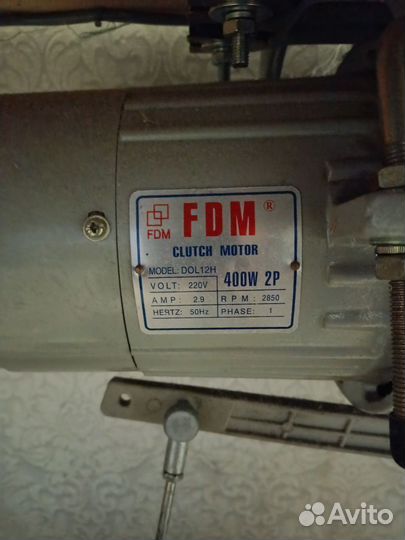 FDM FDM ®
CLUTCH MOTOR
MODEL: DOL12H
400W 2P
VOLT: 220V
AMP: 2.9 RPM: 2850
HERTZ: 50Hz PHASE: 1
Avito